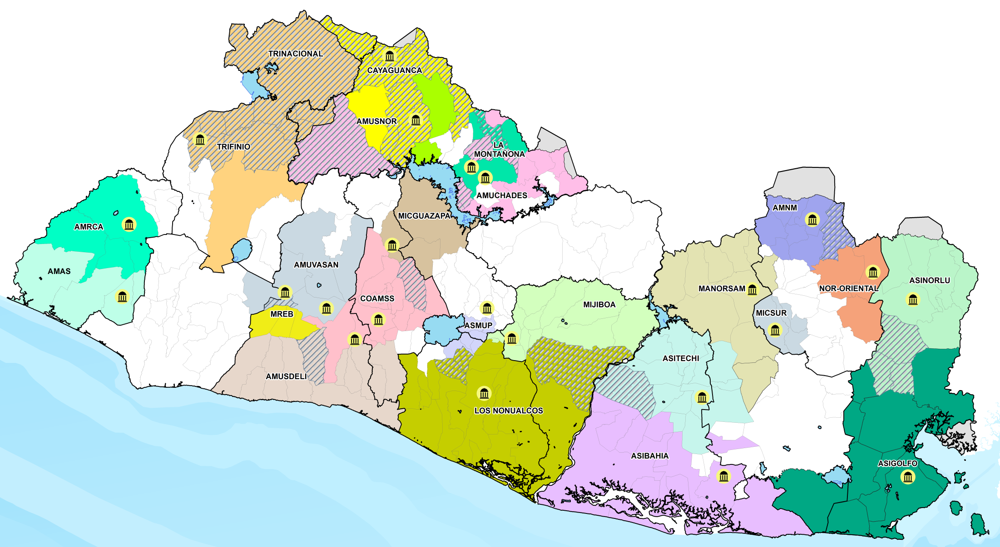 TRINACIONAL
CAYAGUANCA
AMUSNOR
TRIFINIO
LA
MONTAÑONA
AMUCHADES
AMNM
MICGUAZAPA
AMRCA
AMUVASAN
AMAS
ASINORLU
MANORSAM
NOR-ORIENTAL
COAMSS
MIJIBOA
MICSUR
MREB
ASMUP
ASITECHI
AMUSDELI
LOS NONUALCOS
ASIBAHIA
ASIGOLFO